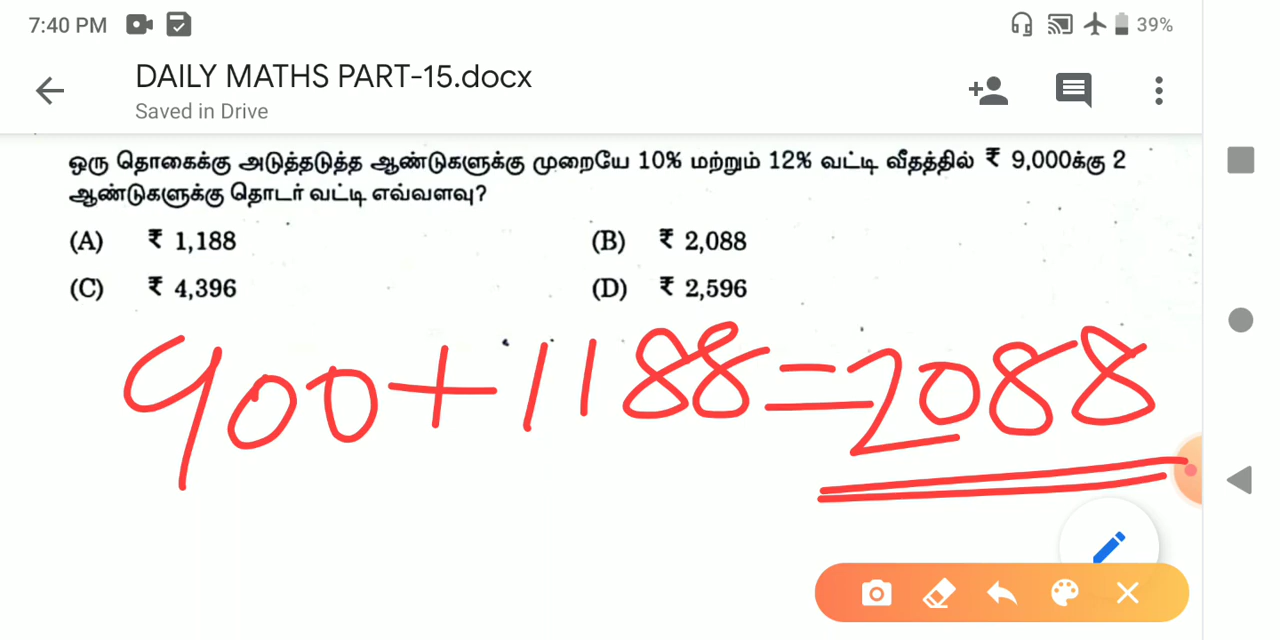 7:40 PM 39%
DAILY MATHS PART-15.docx
Saved in Drive
ஒரு தொகைக்கு அடுத்தடுத்த ஆண்டுகளுக்கு முறையே 10% மற்றும் 12% வட்டி வீதத்தில் ₹ 9,000க்கு 2
ஆண்டுகளுக்கு தொடர் வட்டி எவ்வளவு?
(A) ₹ 1,188 (B) ₹ 2,088
(C) ₹ 4,396 (D) ₹ 2,596
900+1188=2088